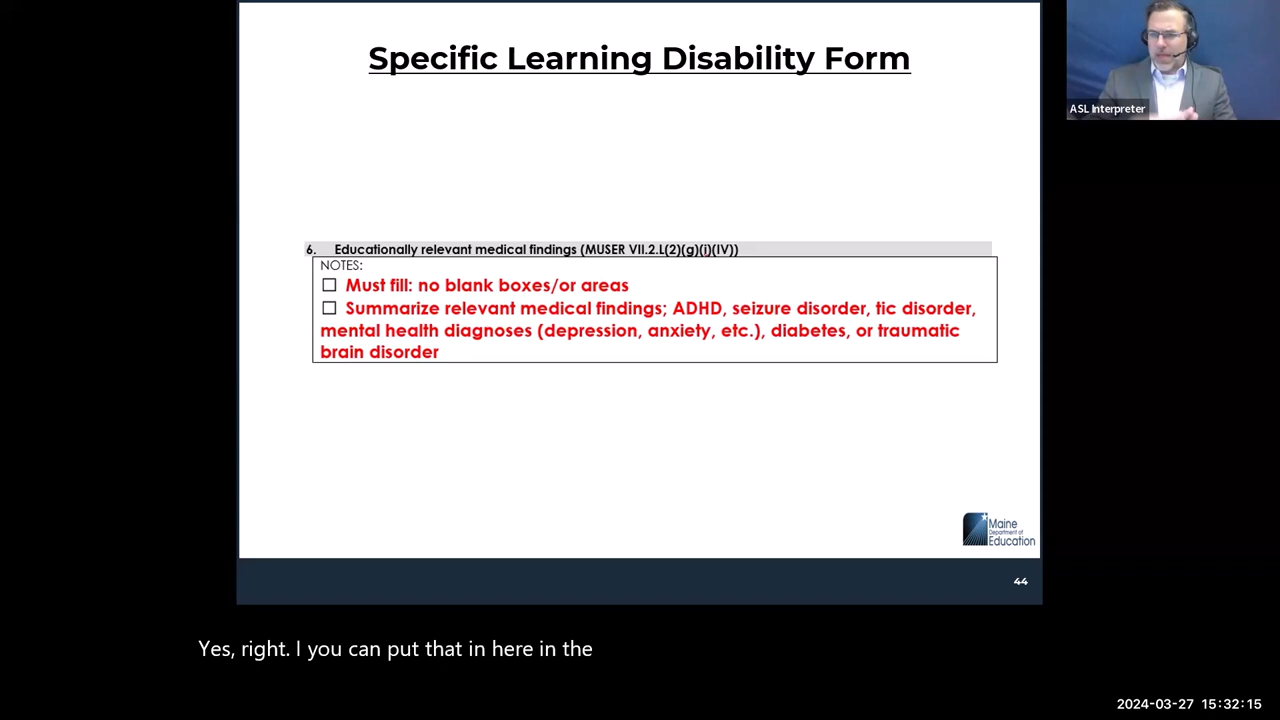 Specific Learning Disability Form
ASL Interpreter
6. Educationally relevant medical findings (MUSER VII.2.L(2)(g)(i)(IV))
NOTES:
☐ Must fill: no blank boxes/or areas
☐ Summarize relevant medical findings; ADHD, seizure disorder, tic disorder,
mental health diagnoses (depression, anxiety, etc.), diabetes, or traumatic
brain disorder
Maine
Department of
Education
44
Yes, right. I you can put that in here in the
2024-03-27 15:32:15